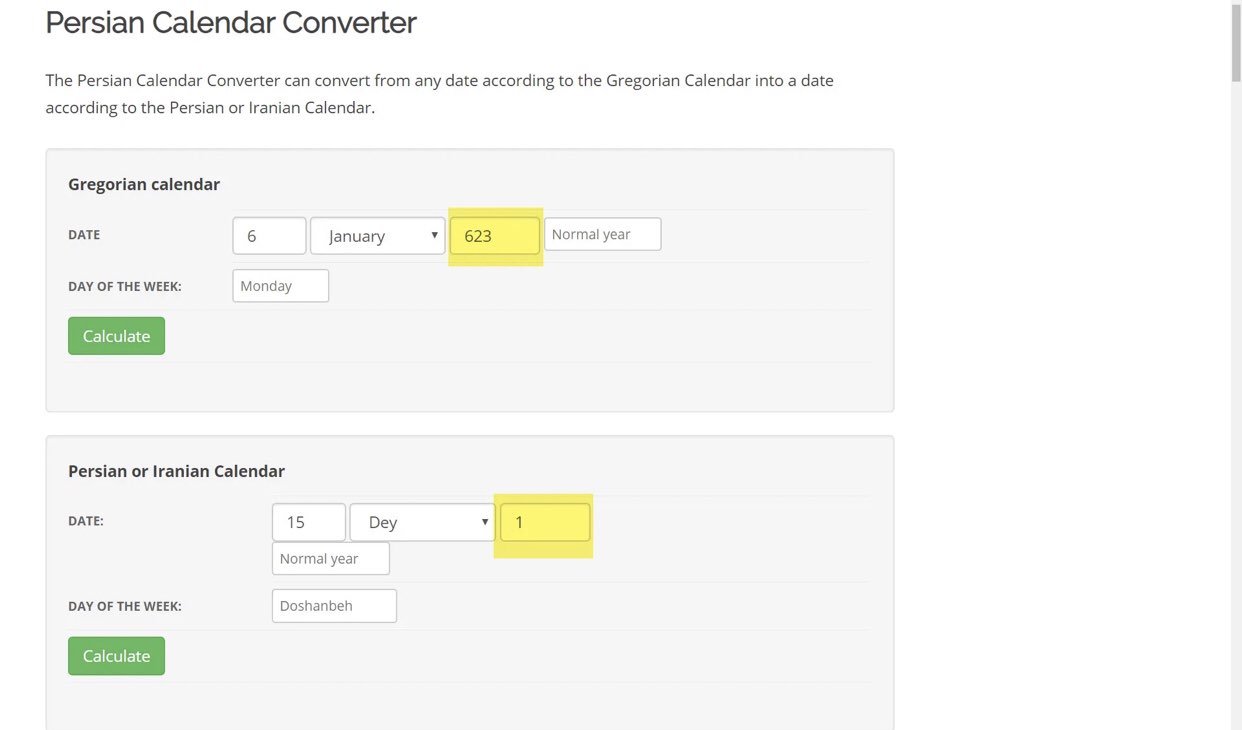 Persian Calendar Converter
The Persian Calendar Converter can convert from any date according to the Gregorian Calendar into a date
according to the Persian or Iranian Calendar.
Gregorian calendar
DATE 6 January 623 Normal year
DAY OF THE WEEK: Monday
Calculate
Persian or Iranian Calendar
DATE: 15 Dey 1
Normal year
DAY OF THE WEEK: Doshanbeh
Calculate